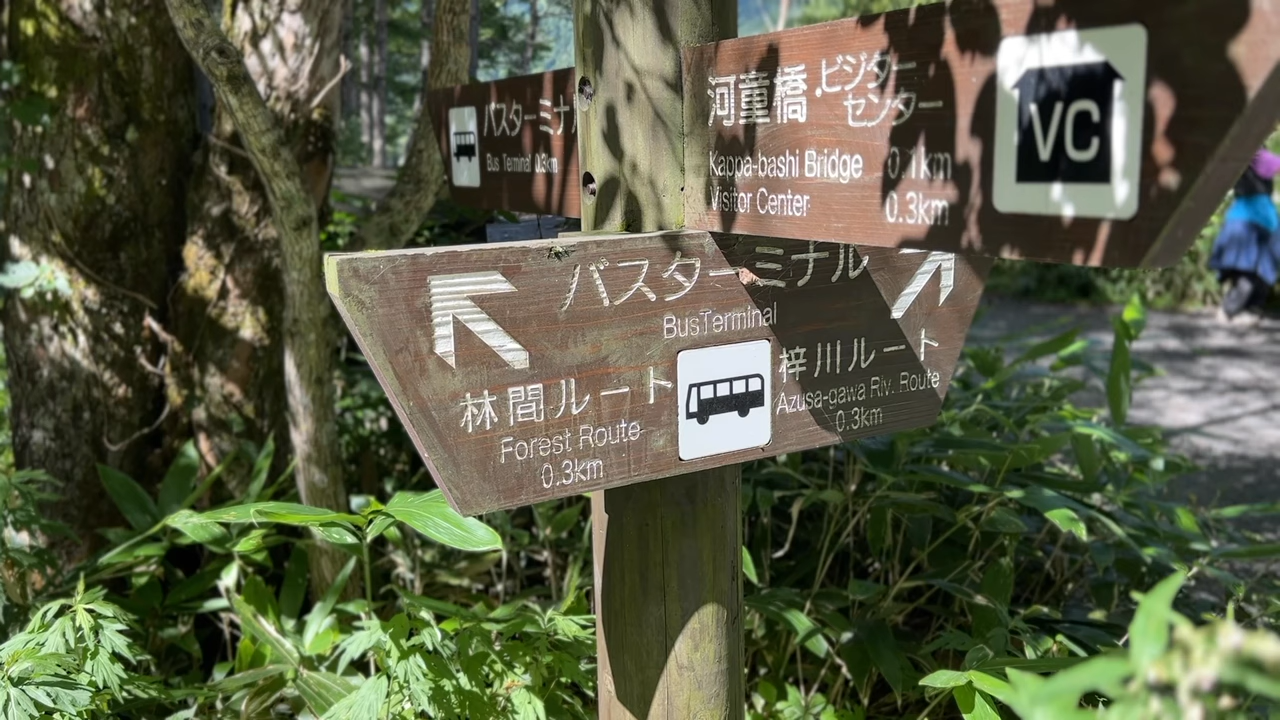 バスターミナル
Bus Terminal 0.3km
河童橋・ビジター
センター
Kappa-bashi Bridge 0.1km
Visitor Center 0.3km
VC
バスターミナル
BusTerminal
林間ルート
Forest Route
0.3km
梓川ルート
Azusa-gawa Riv. Route
0.3km